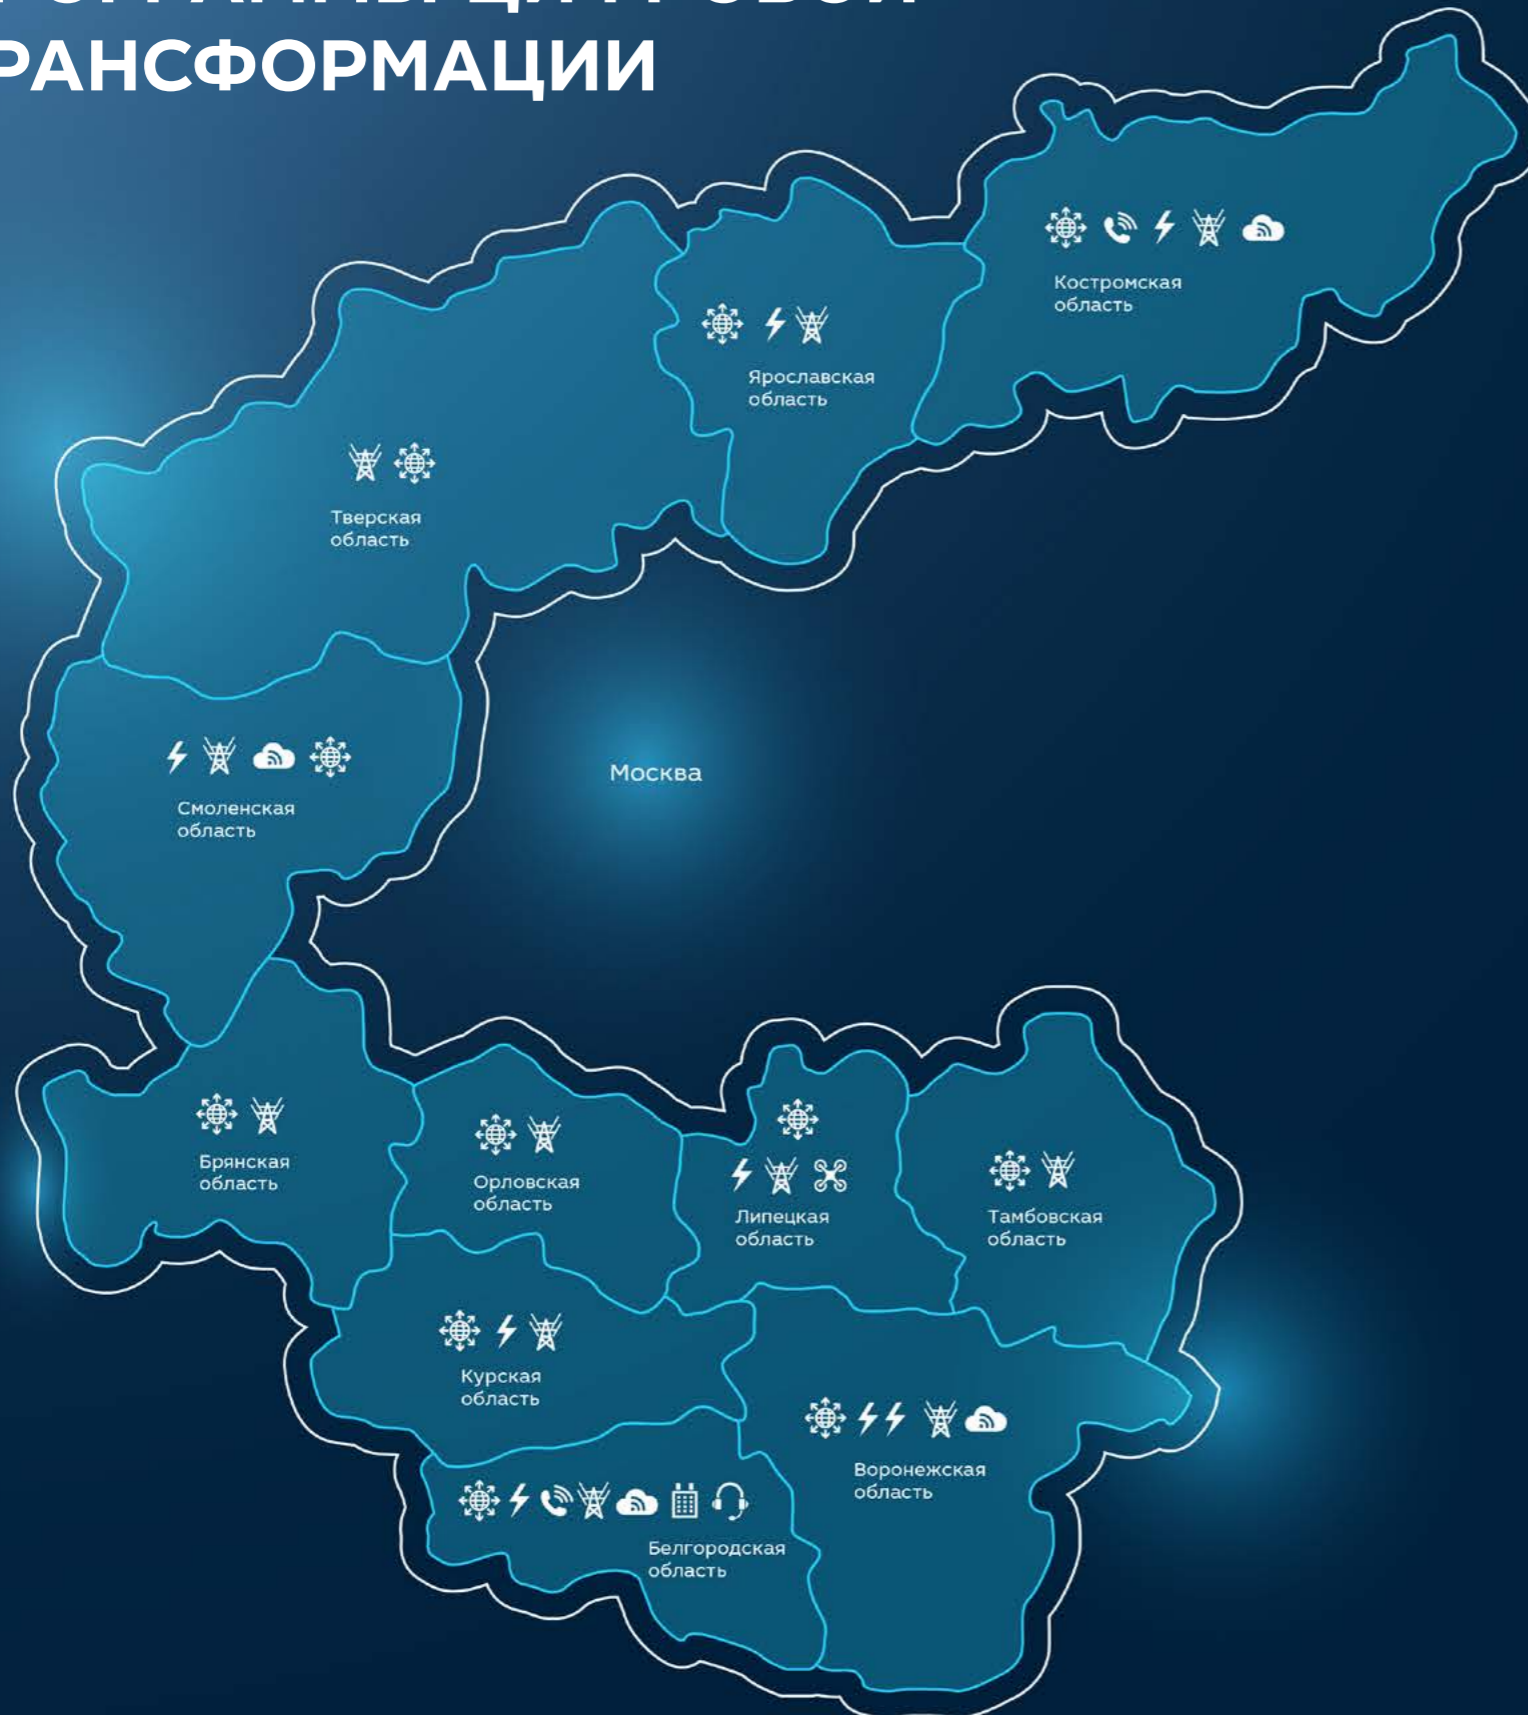 РАНСФОРМАЦИИ
Костромская
область
Ярославская
область
Тверская
область
Москва
Смоленская
область
Брянская
область
Орловская
область
Липецкая
область
Тамбовская
область
Курская
область
Воронежская
область
Белгородская
область